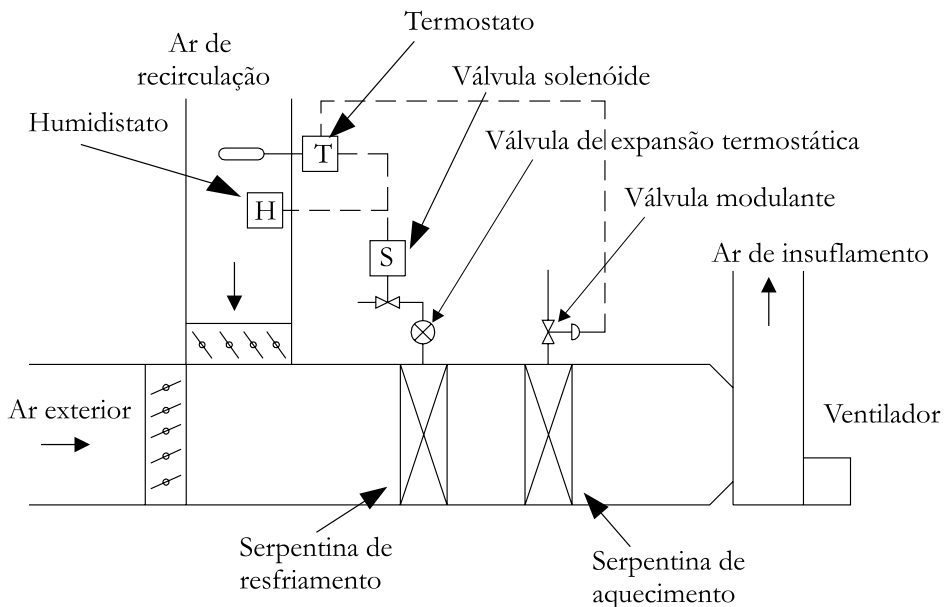 Termostato
Ar de
recirculação
Válvula solenóide
Humidistato
Válvula de expansão termostática
T
Válvula modulante
H
S
Ar de insuflamento
Ar exterior
Ventilador
Serpentina de
resfriamento
Serpentina de
aquecimento